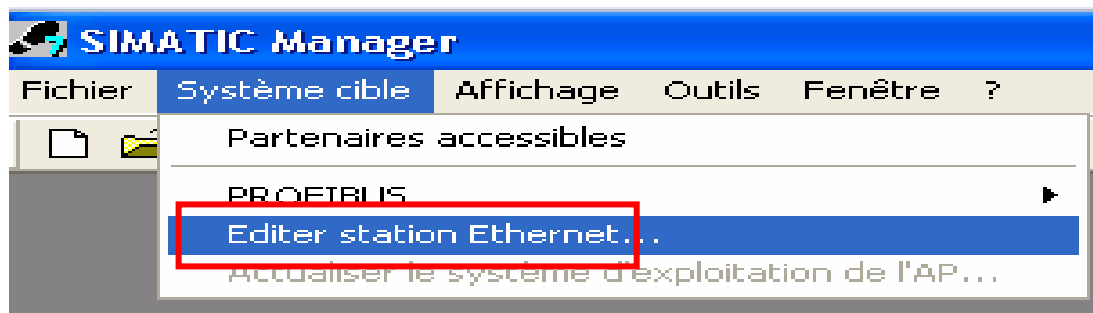 SIMATIC Manager
Fichier Système cible Affichage Outils Fenêtre ?
Partenaires accessibles
PROFIBUS
Editer station Ethernet...
Actualiser le système d'exploitation de l'AP...